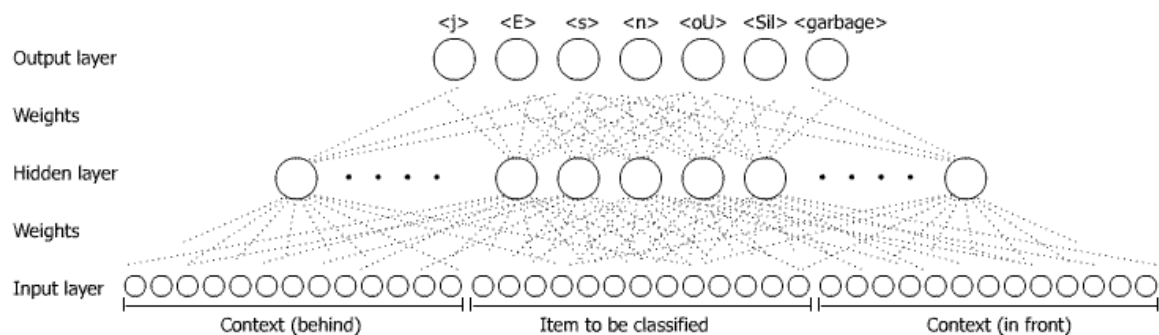 <j> <E> <s> <n> <oU> <Sil> <garbage>
Output layer
Weights
Hidden layer
Weights
Input layer
Context (behind) Item to be classified Context (in front)